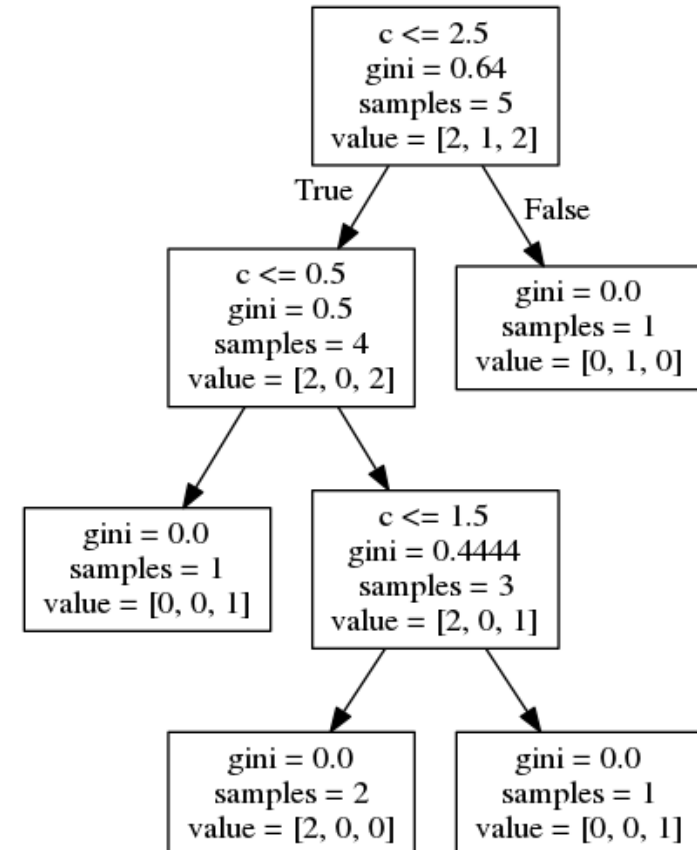 c <= 2.5
gini = 0.64
samples = 5
value = [2, 1, 2]
True
False
c <= 0.5
gini = 0.5
samples = 4
value = [2, 0, 2]
gini = 0.0
samples = 1
value = [0, 1, 0]
gini = 0.0
samples = 1
value = [0, 0, 1]
c <= 1.5
gini = 0.4444
samples = 3
value = [2, 0, 1]
gini = 0.0
samples = 2
value = [2, 0, 0]
gini = 0.0
samples = 1
value = [0, 0, 1]